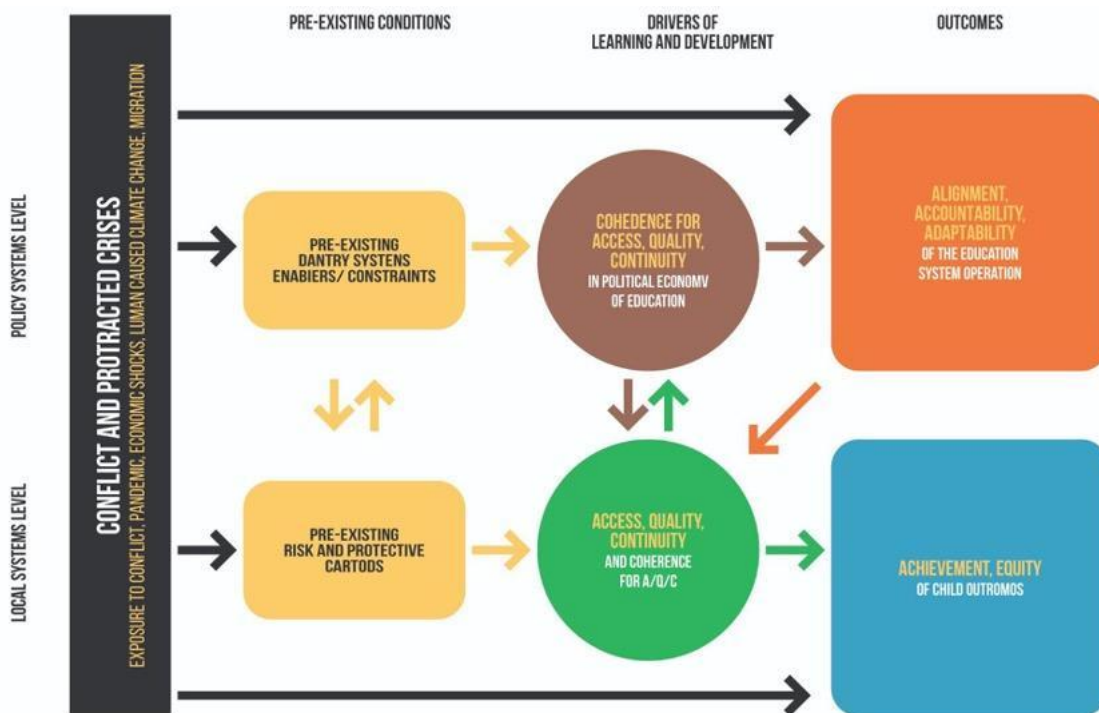 PRE-EXISTING CONDITIONS
DRIVERS OF
LEARNING AND DEVELOPMENT
OUTCOMES
POLICY SYSTEMS LEVEL
LOCAL SYSTEMS LEVEL
CONFLICT AND PROTRACTED CRISES
EXPOSURE TO CONFLICT, PANDEMIC, ECONOMIC SHOCKS, LUMAN CAUSED CLIMATE CHANGE, MIGRATION
PRE-EXISTING
DANTRY SYSTENS
ENABIERS/ CONSTRAINTS
COHEDENCE FOR
ACCESS, QUALITY,
CONTINUITY
IN POLITICAL ECONOMV
OF EDUCATION
ALIGNMENT,
ACCOUNTABILITY,
ADAPTABILITY
OF THE EDUCATION
SYSTEM OPERATION
PRE-EXISTING
RISK AND PROTECTIVE
CARTODS
ACCESS, QUALITY,
CONTINUITY
AND COHERENCE
FOR A/Q/C
ACHIEVEMENT, EQUITY
OF CHILD OUTROMOS